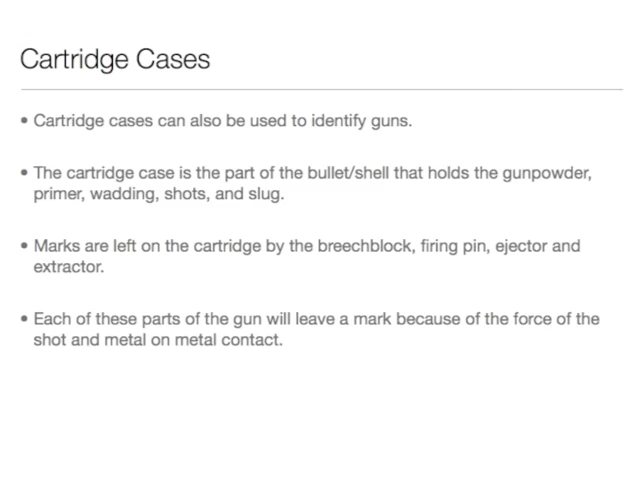 Cartridge Cases
• Cartridge cases can also be used to identify guns.
• The cartridge case is the part of the bullet/shell that holds the gunpowder,
primer, wadding, shots, and slug.
• Marks are left on the cartridge by the breechblock, firing pin, ejector and
extractor.
• Each of these parts of the gun will leave a mark because of the force of the
shot and metal on metal contact.